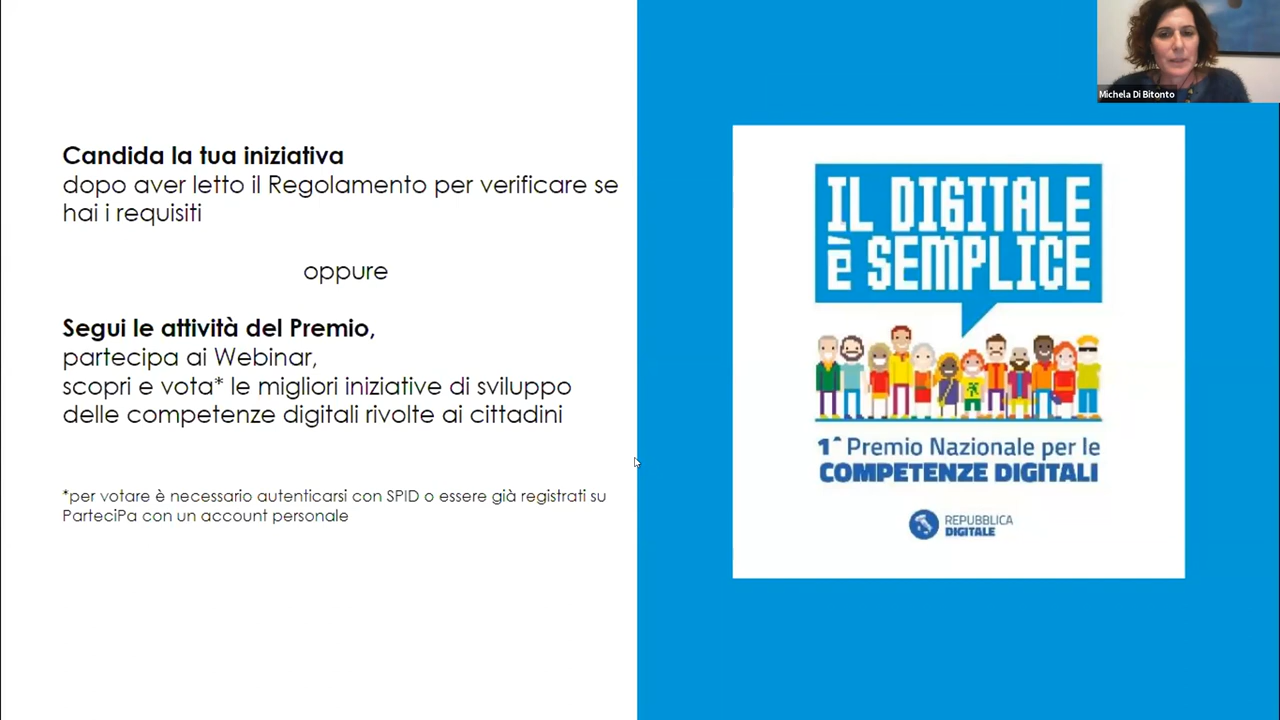 Candida la tua iniziativa
dopo aver letto il Regolamento per verificare se
hai i requisiti
oppure
Segui le attività del Premio,
partecipa ai Webinar,
scopri e vota* le migliori iniziative di sviluppo
delle competenze digitali rivolte ai cittadini
*per votare è necessario autenticarsi con SPID o essere già registrati su
ParteciPa con un account personale
Michela Di Bitonto
IL DIGITALE
è SEMPLICE
1^ Premio Nazionale per le
COMPETENZE DIGITALI
REPUBBLICA
DIGITALE